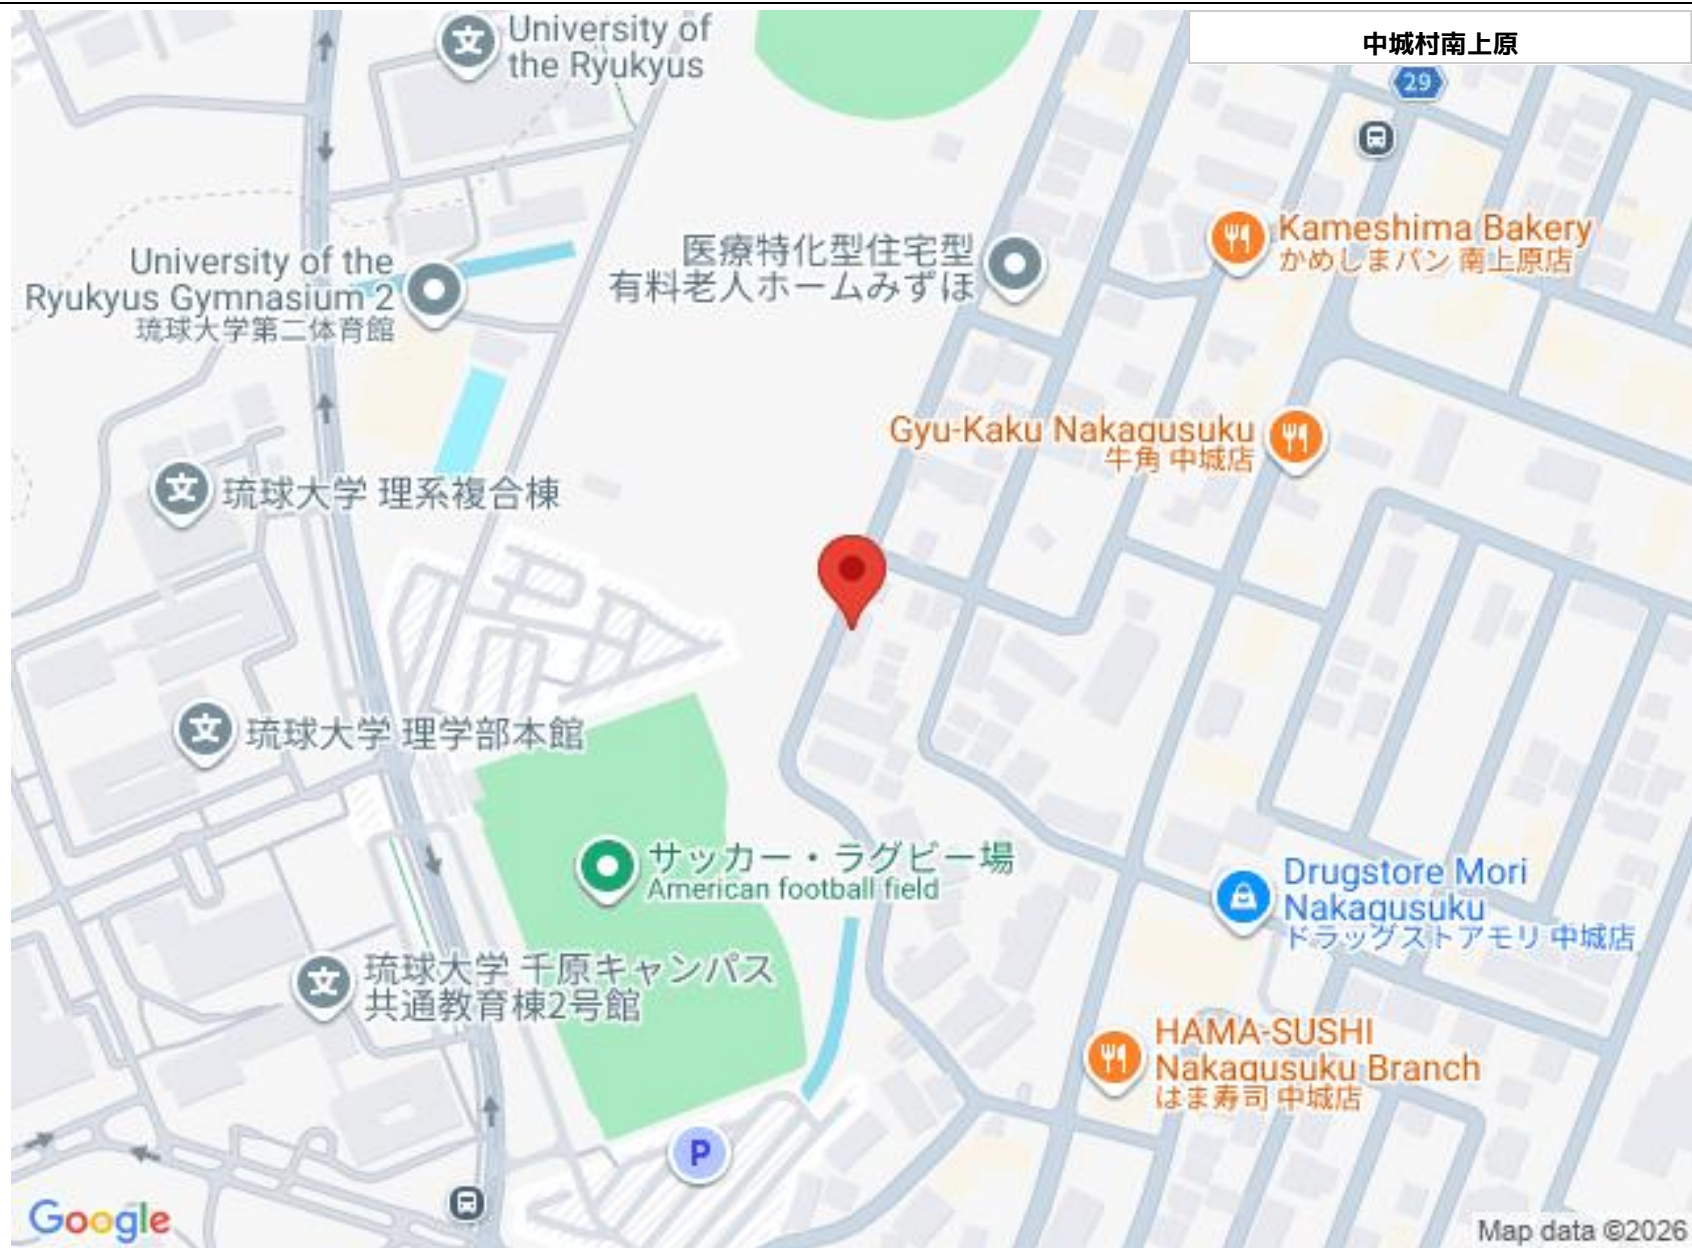 中城村南上原
University of
the Ryukyus
29
Kameshima Bakery
かめしまパン 南上原店
医療特化型住宅型
有料老人ホームみずほ
University of the
Ryukyus Gymnasium 2
琉球大学第二体育館
Gyu-Kaku Nakagusuku
牛角 中城店
琉球大学 理系複合棟
琉球大学 理学部本館
サッカー・ラグビー場
American football field
Drugstore Mori
Nakagusuku
ドラッグストアモリ 中城店
琉球大学 千原キャンパス
共通教育棟2号館
HAMA-SUSHI
Nakagusuku Branch
はま寿司 中城店
P
Google
Map data ©2026